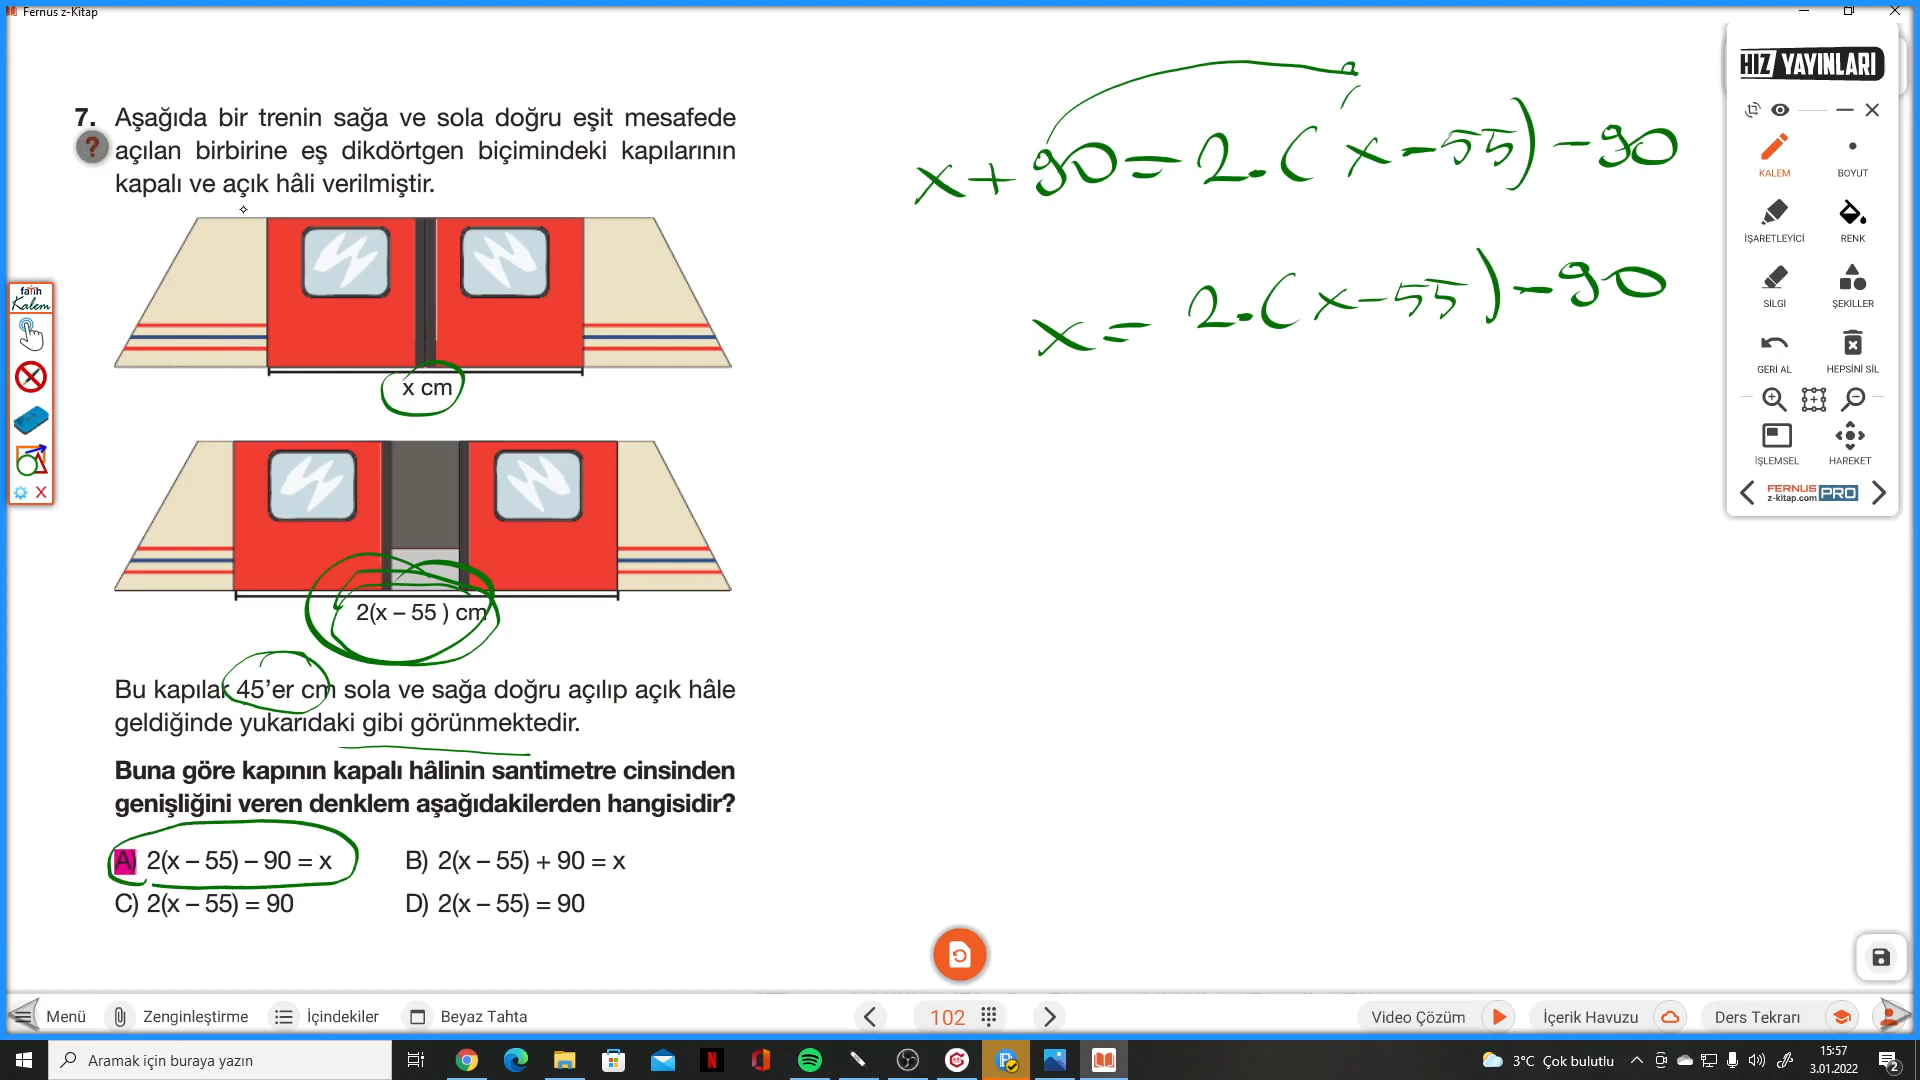 Fernus z-Kitap
7. Aşağıda bir trenin sağa ve sola doğru eşit mesafede
açılan birbirine eş dikdörtgen biçimindeki kapılarının
kapalı ve açık hâli verilmiştir.
x cm
2(x – 55 ) cm
Bu kapılar 45’er cm sola ve sağa doğru açılıp açık hâle
geldiğinde yukarıdaki gibi görünmektedir.
Buna göre kapının kapalı hâlinin santimetre cinsinden
genişliğini veren denklem aşağıdakilerden hangisidir?
A) 2(x – 55) – 90 = x
B) 2(x – 55) + 90 = x
C) 2(x – 55) = 90
D) 2(x – 55) = 90
x + 90 = 2.(x - 55) - 90
x = 2.(x - 55) - 90
fatih
Kalem
HIZ YAYINLARI
KALEM
BOYUT
İŞARETLEYİCİ
RENK
SİLGİ
ŞEKİLLER
GERİ AL
HEPSİNİ SİL
İŞLEMSEL
HAREKET
FERNUS
z-kitap.com PRO
Menü
Zenginleştirme
İçindekiler
Beyaz Tahta
102
Video Çözüm
İçerik Havuzu
Ders Tekrarı
Aramak için buraya yazın
3°C Çok bulutlu
15:57
3.01.2022
2